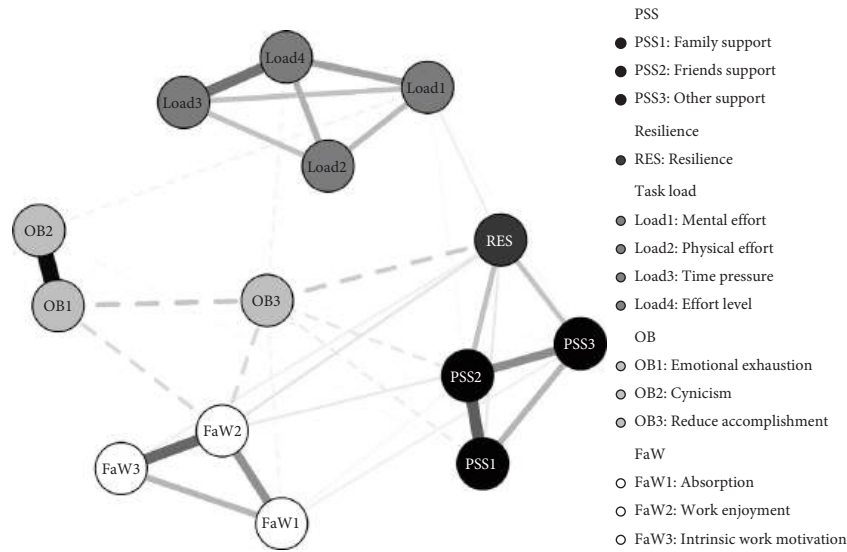 Load4
Load3
Load1
Load2
OB2
OB1
OB3
RES
PSS3
PSS2
PSS1
FaW2
FaW3
FaW1
PSS
PSS1: Family support
PSS2: Friends support
PSS3: Other support
Resilience
RES: Resilience
Task load
Load1: Mental effort
Load2: Physical effort
Load3: Time pressure
Load4: Effort level
OB
OB1: Emotional exhaustion
OB2: Cynicism
OB3: Reduce accomplishment
FaW
FaW1: Absorption
FaW2: Work enjoyment
FaW3: Intrinsic work motivation